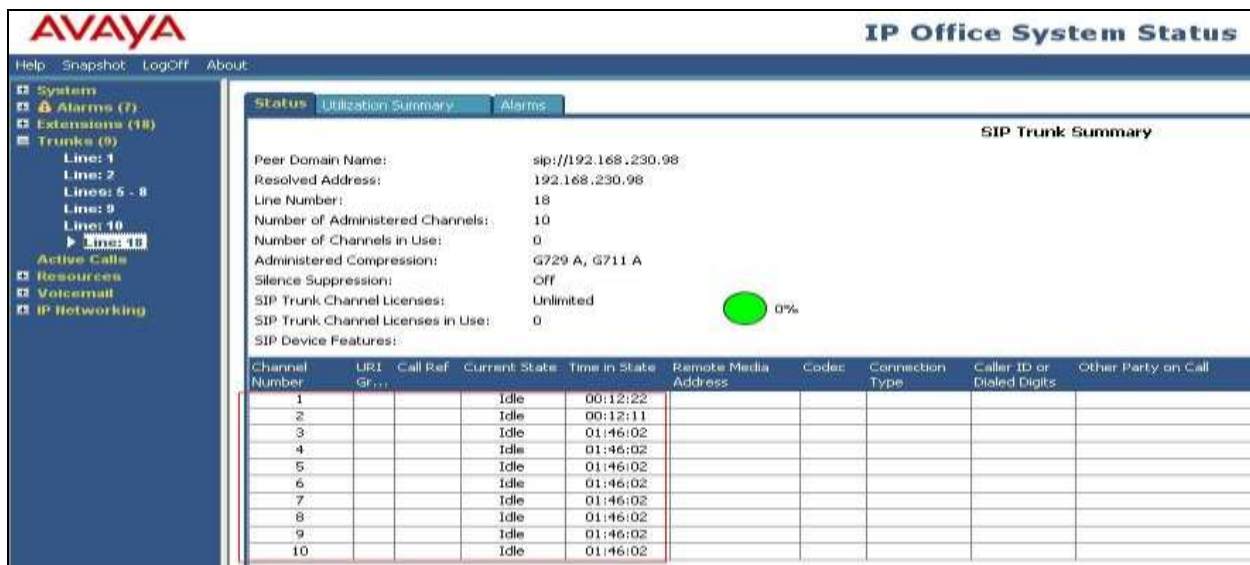 AVAYA
IP Office System Status
Help Snapshot LogOff About
System
Alarms (7)
Extensions (18)
Trunks (9)
Line: 1
Line: 2
Lines: 5 - 8
Line: 9
Line: 10
Line: 18
Active Calls
Resources
Voicemail
IP Networking
Status Utilization Summary Alarms
SIP Trunk Summary
Peer Domain Name: sip://192.168.230.98
Resolved Address: 192.168.230.98
Line Number: 18
Number of Administered Channels: 10
Number of Channels in Use: 0
Administered Compression: G729 A, G711 A
Silence Suppression: Off
SIP Trunk Channel Licenses: Unlimited
0%
SIP Trunk Channel Licenses in Use: 0
SIP Device Features:
Channel Number URI Gr... Call Ref Current State Time in State Remote Media Address Codec Connection Type Caller ID or Dialed Digits Other Party on Call
1 Idle 00:12:22
2 Idle 00:12:11
3 Idle 01:46:02
4 Idle 01:46:02
5 Idle 01:46:02
6 Idle 01:46:02
7 Idle 01:46:02
8 Idle 01:46:02
9 Idle 01:46:02
10 Idle 01:46:02